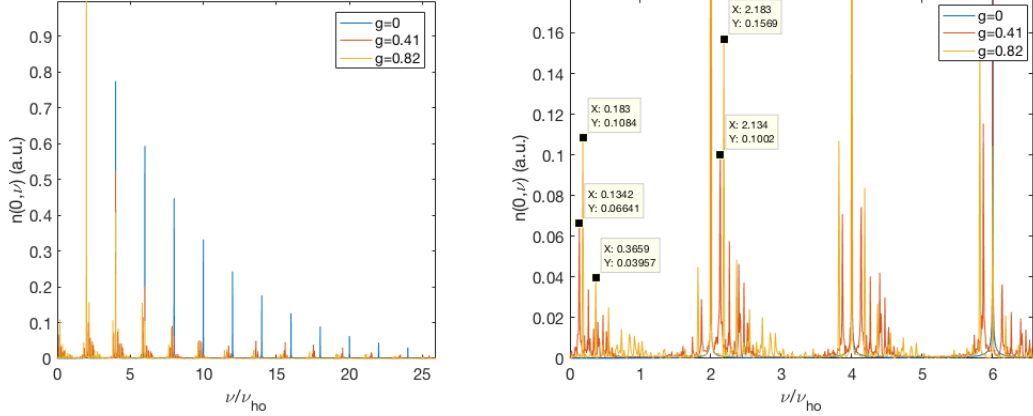 n(0,ν) (a.u.)
0.9
0.8
0.7
0.6
0.5
0.4
0.3
0.2
0.1
0
g=0
g=0.41
g=0.82
0 5 10 15 20 25
ν/ν_ho
n(0,ν) (a.u.)
0.16
0.14
0.12
0.1
0.08
0.06
0.04
0.02
0
X: 2.183
Y: 0.1569
X: 0.183
Y: 0.1084
X: 2.134
Y: 0.1002
X: 0.1342
Y: 0.06641
X: 0.3659
Y: 0.03957
g=0
g=0.41
g=0.82
0 1 2 3 4 5 6
ν/ν_ho